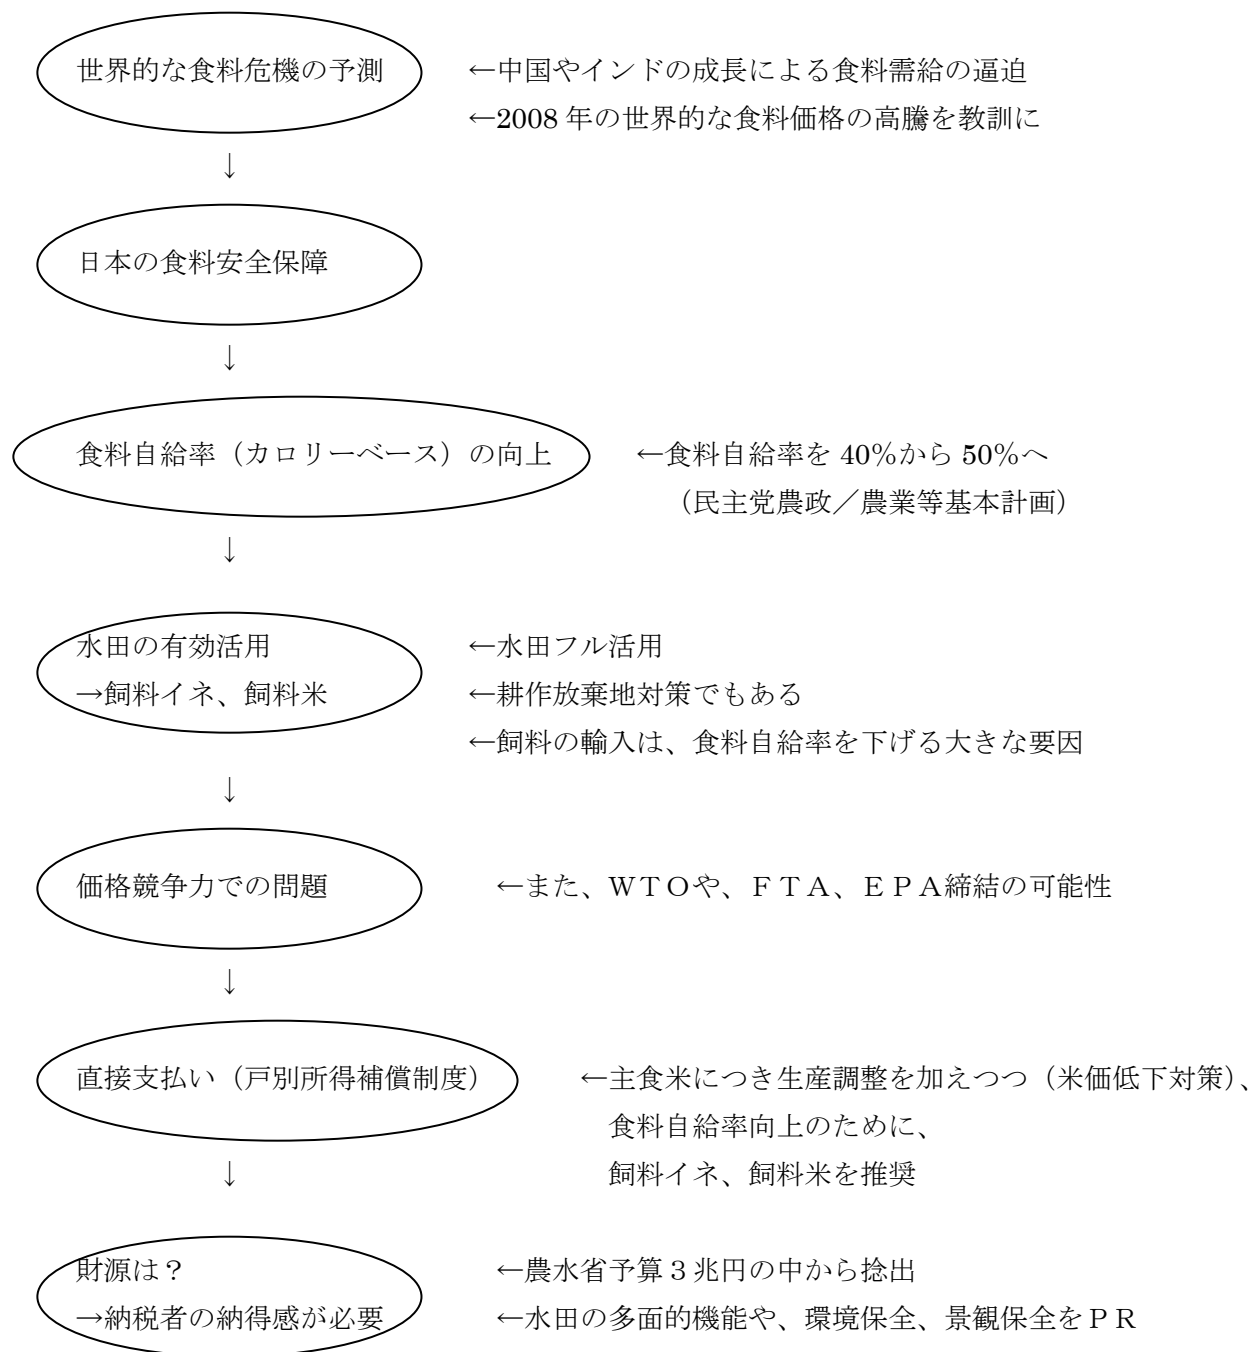 世界的な食料危機の予測 ←中国やインドの成長による食料需給の逼迫
←2008 年の世界的な食料価格の高騰を教訓に
↓
日本の食料安全保障
↓
食料自給率（カロリーベース）の向上 ←食料自給率を 40％から 50％へ
（民主党農政／農業等基本計画）
↓
水田の有効活用 ←水田フル活用
→飼料イネ、飼料米 ←耕作放棄地対策でもある
←飼料の輸入は、食料自給率を下げる大きな要因
↓
価格競争力での問題 ←また、ＷＴＯや、ＦＴＡ、ＥＰＡ締結の可能性
↓
直接支払い（戸別所得補償制度） ←主食米につき生産調整を加えつつ（米価低下対策）、
食料自給率向上のために、
↓ 飼料イネ、飼料米を推奨
財源は？ ←農水省予算３兆円の中から捻出
→納税者の納得感が必要 ←水田の多面的機能や、環境保全、景観保全をＰＲ